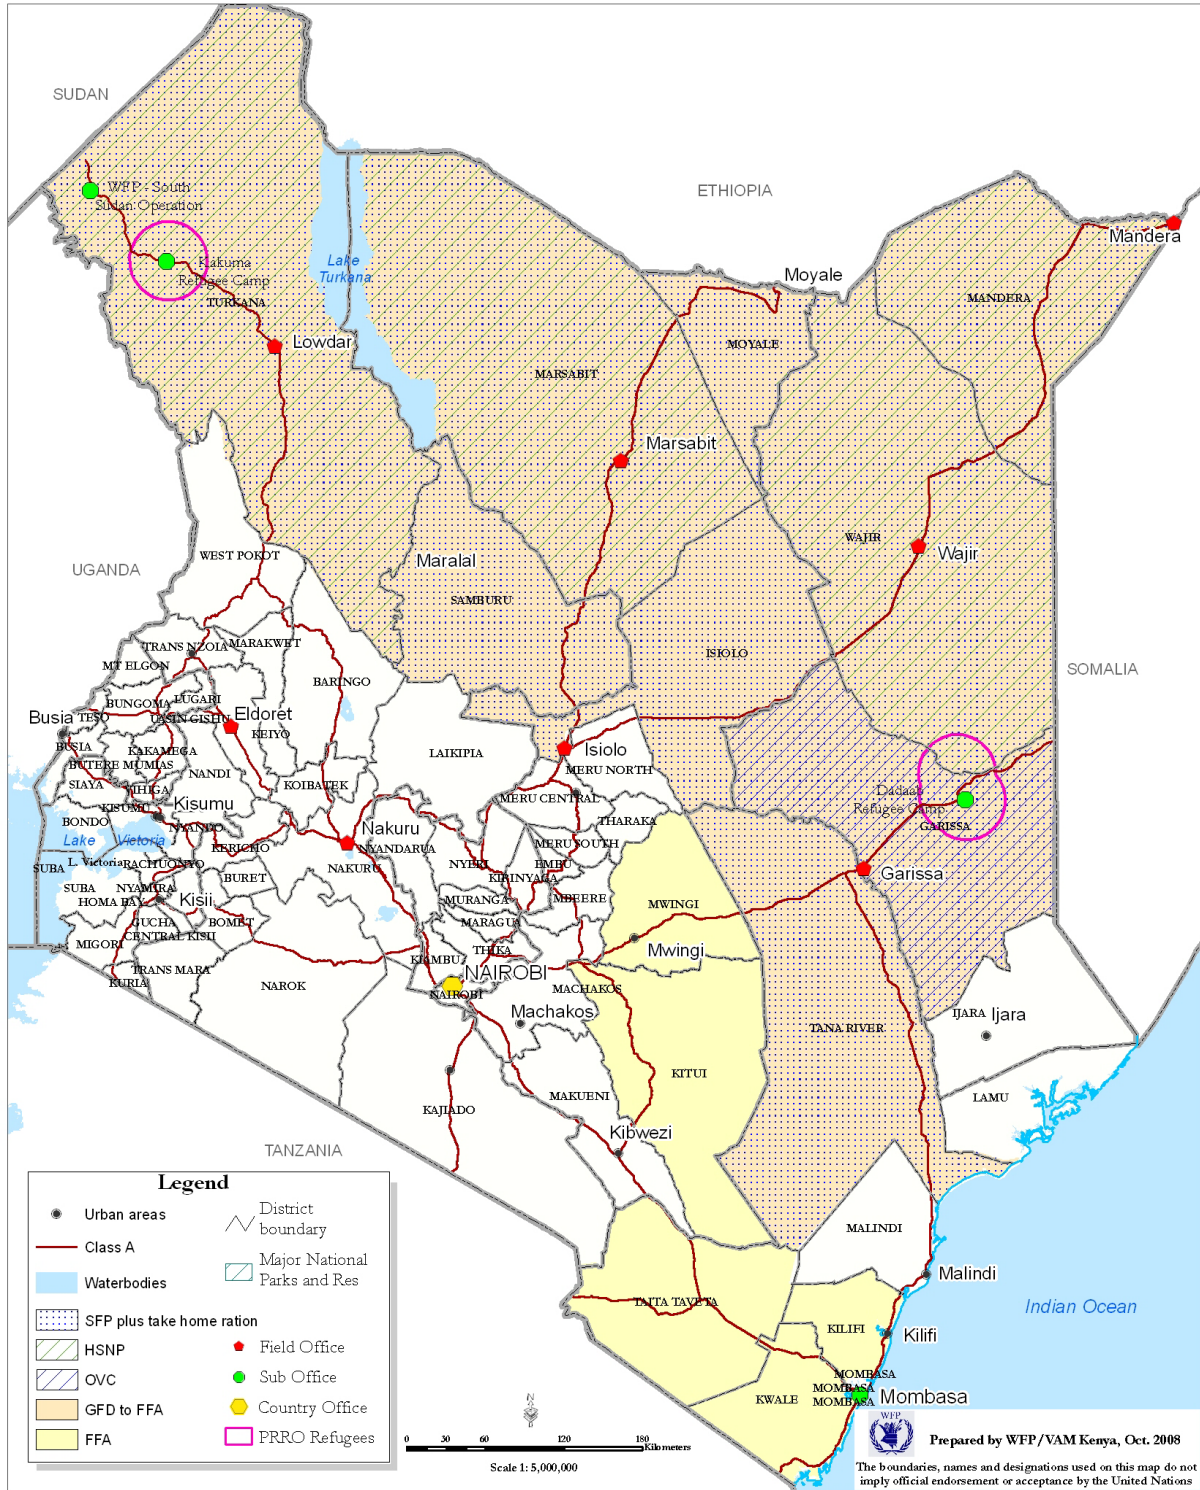 SUDAN
ETHIOPIA
WFP - South
Sudan Operation
Mandera
Kakuma
Refugee Camp
Lake
Turkana
Moyale
MANDERA
TURKANA
Lowdar
MOYALE
MARSABIT
Marsabit
WAJIR
Wajir
WEST POKOT
Maralal
UGANDA
SAMBURU
TRANS NZOIA
MARAKWET
MT ELGON
ISIOLO
SOMALIA
BARINGO
BUNGOMA
LUGARI
Busia
TESO
UASIN GISHU
Eldoret
KEIYO
BUSIA
KAKAMEGA
LAIKIPIA
Isiolo
BUTERE MUMIAS
NANDI
MERU NORTH
SIAYA
VIHIGA
KOIBATEK
Dadaab
Refugee Camp
KISUMU
Kisumu
MERU CENTRAL
BONDO
NYANDO
Nakuru
THARAKA
GARISSA
Lake Victoria
KERICHO
NYANDARUA
MERU SOUTH
L. Victoria
RACHUONYO
NYERI
EMBU
SUBA
NAKURU
KIRINYAGA
Garissa
SUBA
NYAMIRA
BURET
MURANGA
MBEERE
HOMA BAY
Kisii
MWINGI
GUCHA
BOMET
MARAGUA
MIGORI
CENTRAL KISII
THIKA
Mwingi
KIAMBU
TRANS MARA
NAIROBI
KURIA
NAROK
NAIROBI
MACHAKOS
Machakos
IJARA
Ijara
TANA RIVER
KITUI
MAKUENI
LAMU
KAJIADO
Kibwezi
TANZANIA
MALINDI
Malindi
TAITA TAVETA
Indian Ocean
KILIFI
Kilifi
MOMBASA
MOMBASA
KWALE
MOMBASA
Mombasa
Legend
Urban areas
District
boundary
Class A
Major National
Parks and Res
Waterbodies
SFP plus take home ration
HSNP
Field Office
OVC
Sub Office
GFD to FFA
Country Office
FFA
PRRO Refugees
N
0 30 60 120 180
Kilometers
Scale 1: 5,000,000
WFP
Prepared by WFP/VAM Kenya, Oct. 2008
The boundaries, names and designations used on this map do not
imply official endorsement or acceptance by the United Nations